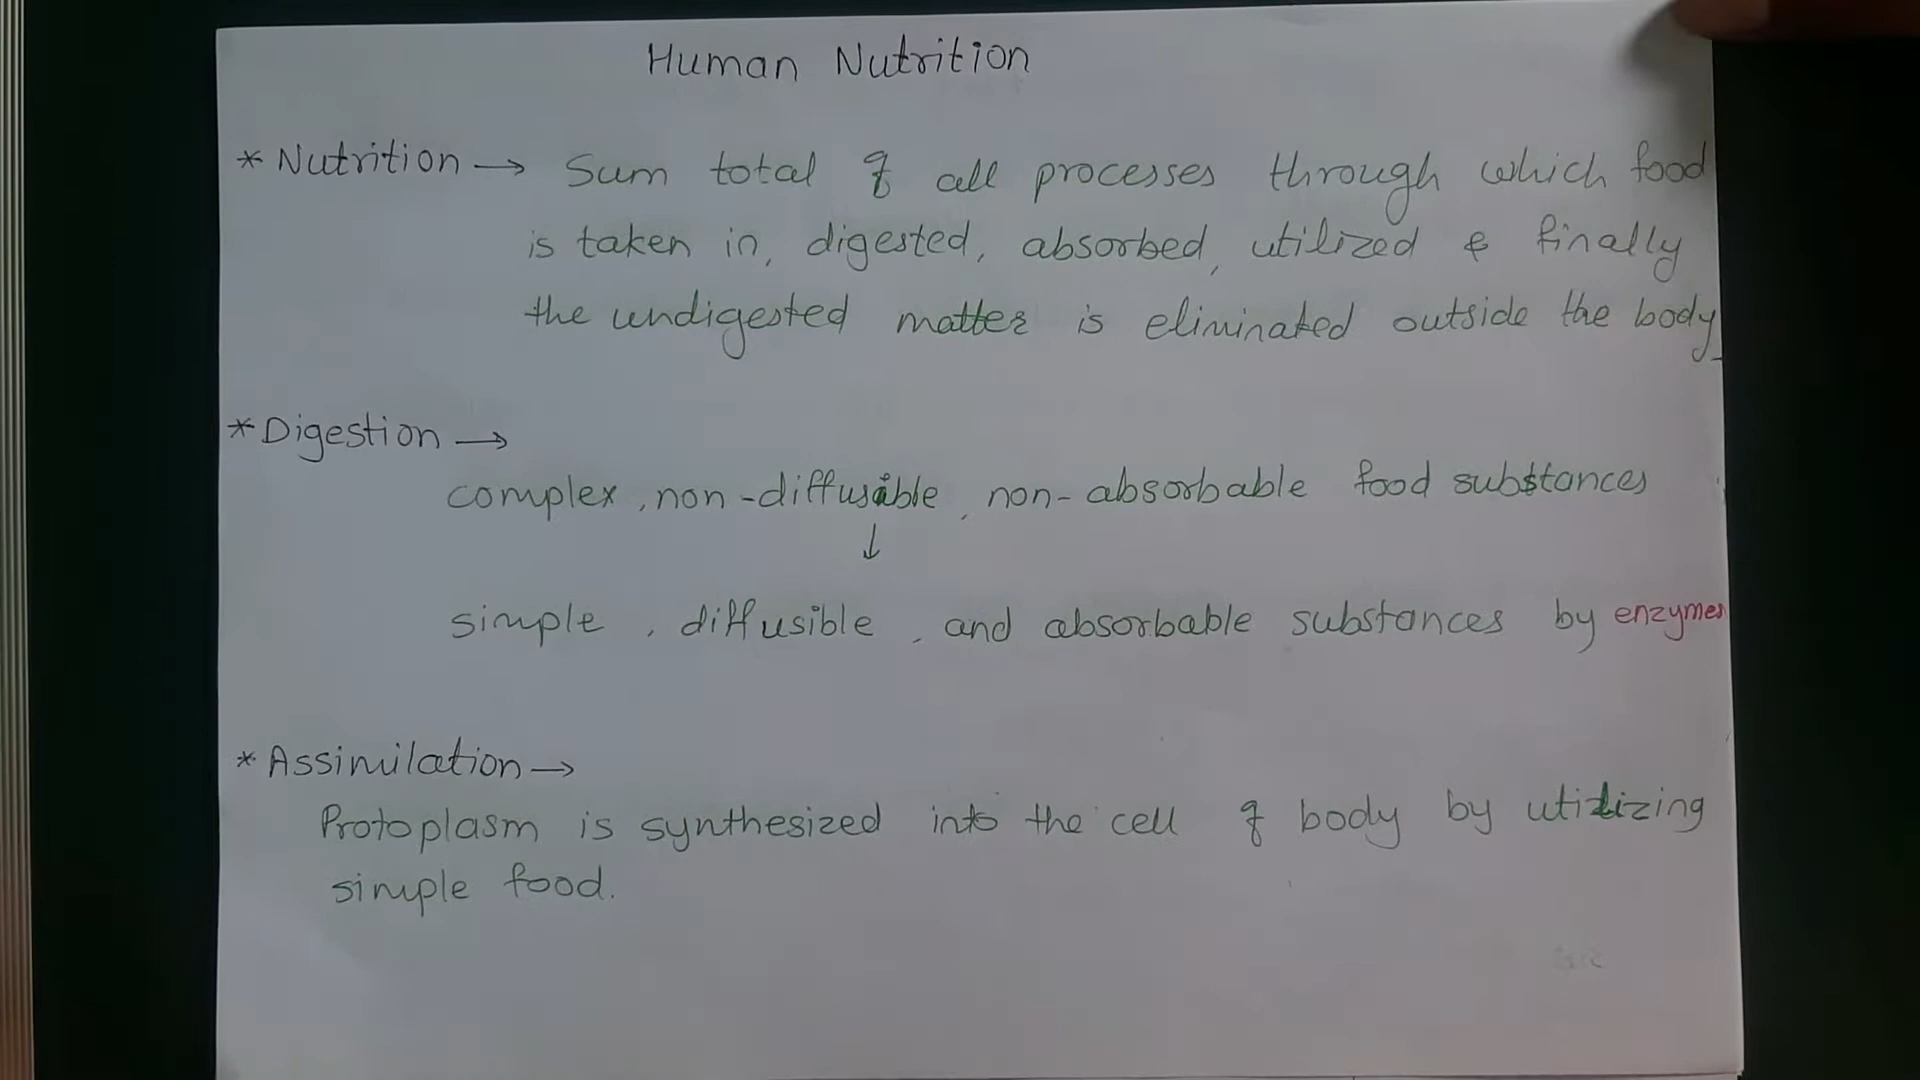 Human Nutrition
* Nutrition → Sum total of all processes through which food
is taken in, digested, absorbed, utilized & finally
the undigested matter is eliminated outside the body
* Digestion →
complex, non-diffusible, non-absorbable food substances
↓
simple, diffusible, and absorbable substances by enzymes
* Assimilation →
Protoplasm is synthesized into the cell of body by utilizing
simple food.